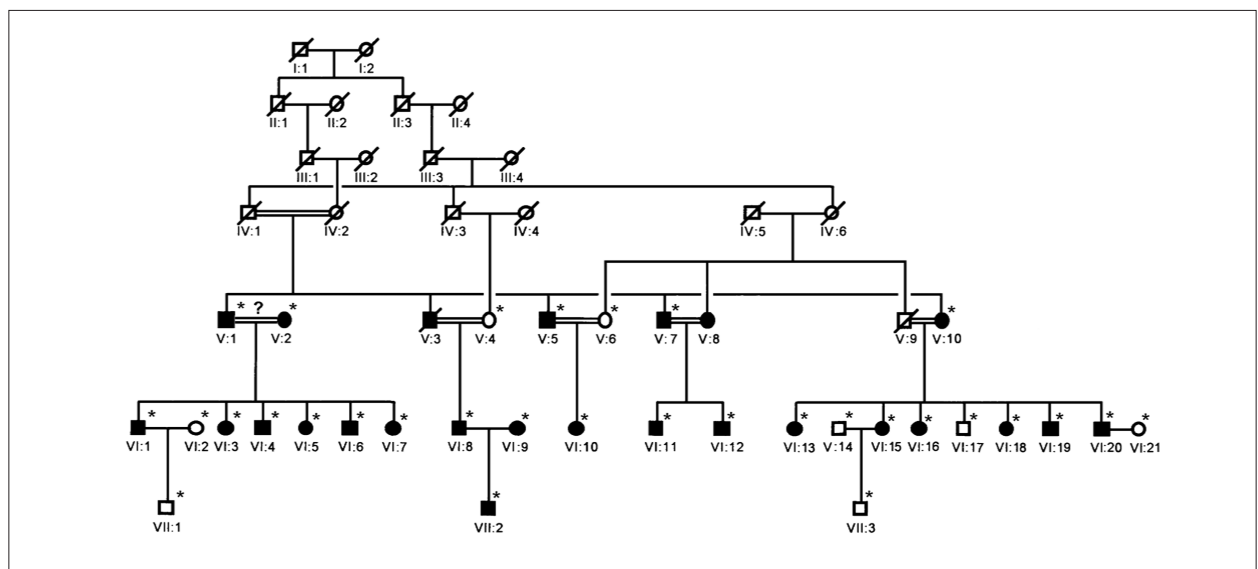 I:1 I:2
II:1 II:2 II:3 II:4
III:1 III:2 III:3 III:4
IV:1 IV:2 IV:3 IV:4 IV:5 IV:6
* ? * * * * * *
V:1 V:2 V:3 V:4 V:5 V:6 V:7 V:8 V:9 V:10
* * * * * * * * * * * * * * * * * * * * *
VI:1 VI:2 VI:3 VI:4 VI:5 VI:6 VI:7 VI:8 VI:9 VI:10 VI:11 VI:12 VI:13 V:14 VI:15 VI:16 VI:17 VI:18 VI:19 VI:20 VI:21
* * *
VII:1 VII:2 VII:3